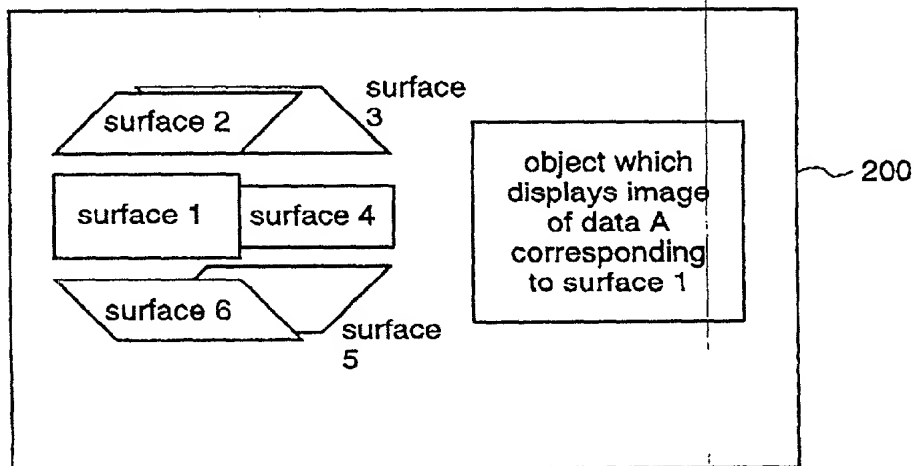 surface
3
surface 2
surface 1
surface 4
surface 6
surface
5
object which
displays image
of data A
corresponding
to surface 1
200